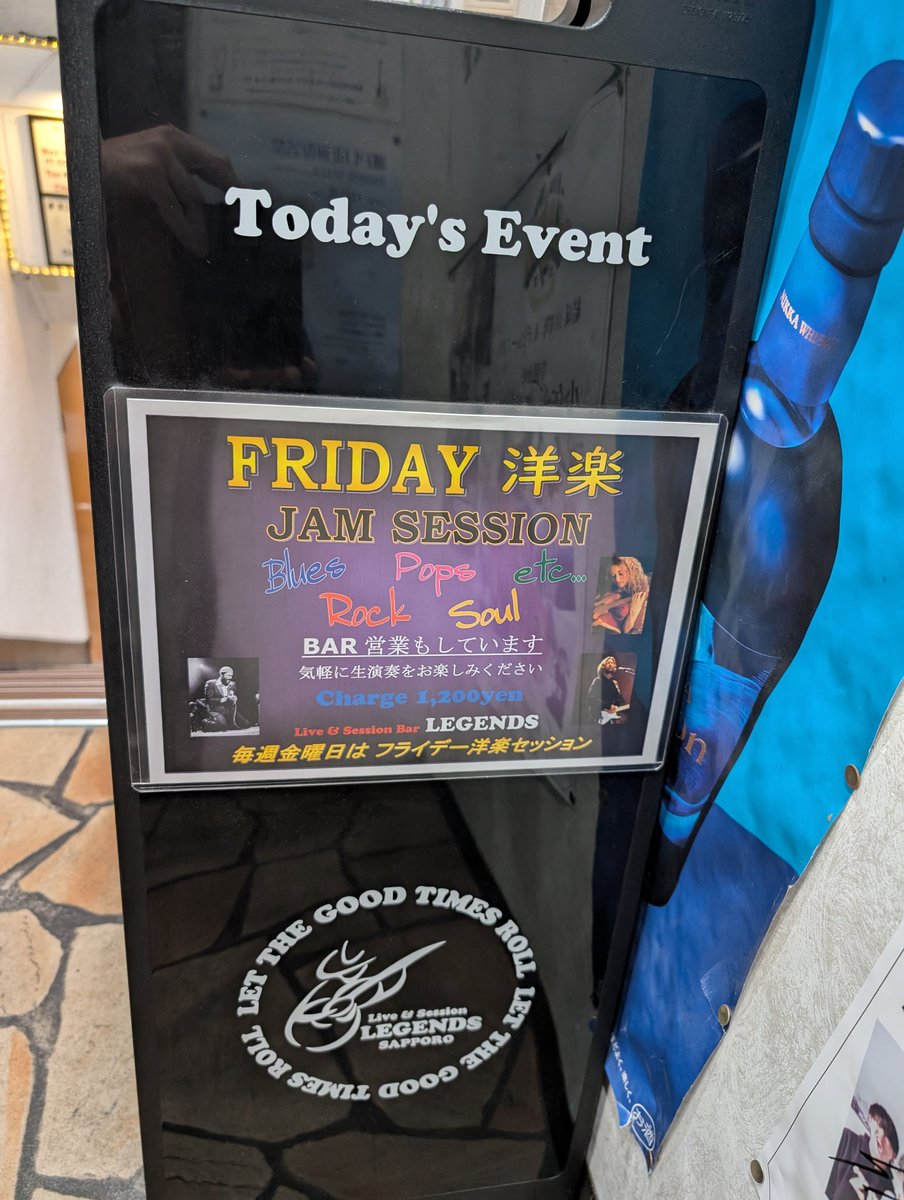 Today's Event
FRIDAY 洋楽
JAM SESSION
Blues Pops etc...
Rock Soul
BAR 営業もしています
気軽に生演奏をお楽しみください
Charge 1,200yen
Live & Session Bar LEGENDS
毎週金曜日は フライデー洋楽セッション
LET THE GOOD TIMES ROLL LET THE GOOD TIMES ROLL
Live & Session
LEGENDS
SAPPORO
NIKKA WHISKY